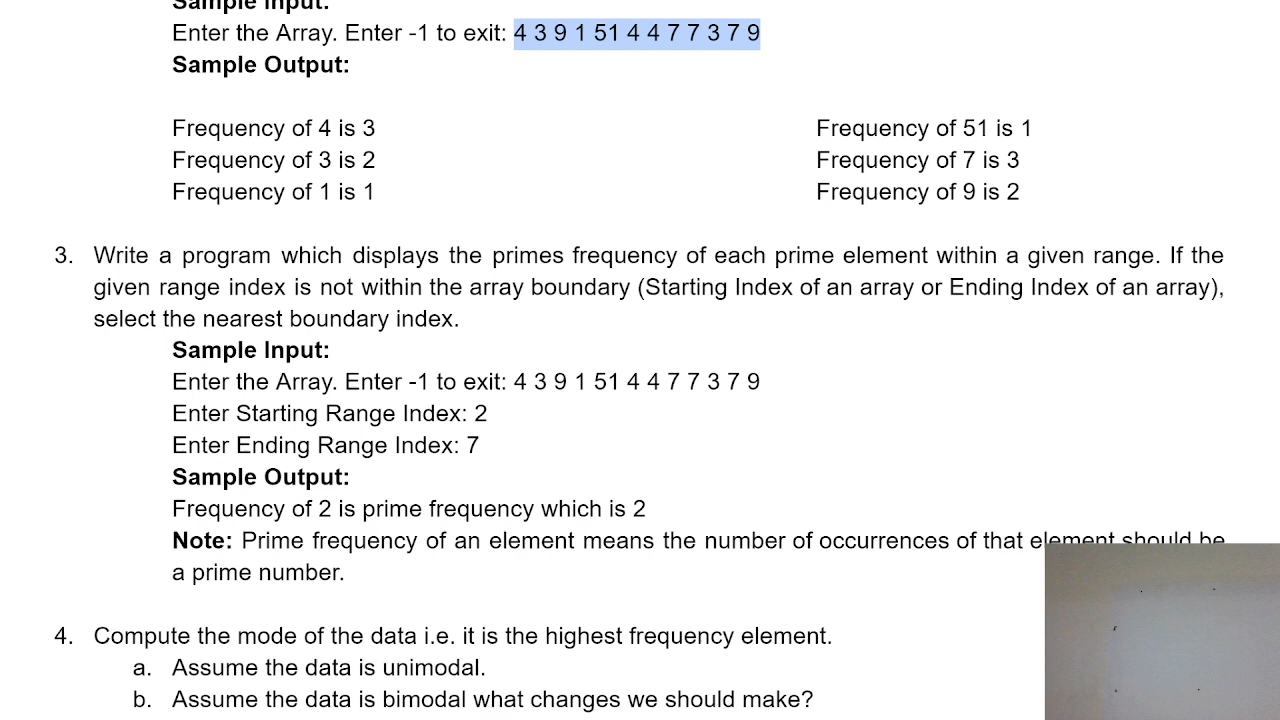 Sample Input:
Enter the Array. Enter -1 to exit: 4 3 9 1 51 4 4 7 7 3 7 9
Sample Output:
Frequency of 4 is 3 Frequency of 51 is 1
Frequency of 3 is 2 Frequency of 7 is 3
Frequency of 1 is 1 Frequency of 9 is 2
3. Write a program which displays the primes frequency of each prime element within a given range. If the
given range index is not within the array boundary (Starting Index of an array or Ending Index of an array),
select the nearest boundary index.
Sample Input:
Enter the Array. Enter -1 to exit: 4 3 9 1 51 4 4 7 7 3 7 9
Enter Starting Range Index: 2
Enter Ending Range Index: 7
Sample Output:
Frequency of 2 is prime frequency which is 2
Note: Prime frequency of an element means the number of occurrences of that element should be
a prime number.
4. Compute the mode of the data i.e. it is the highest frequency element.
a. Assume the data is unimodal.
b. Assume the data is bimodal what changes we should make?